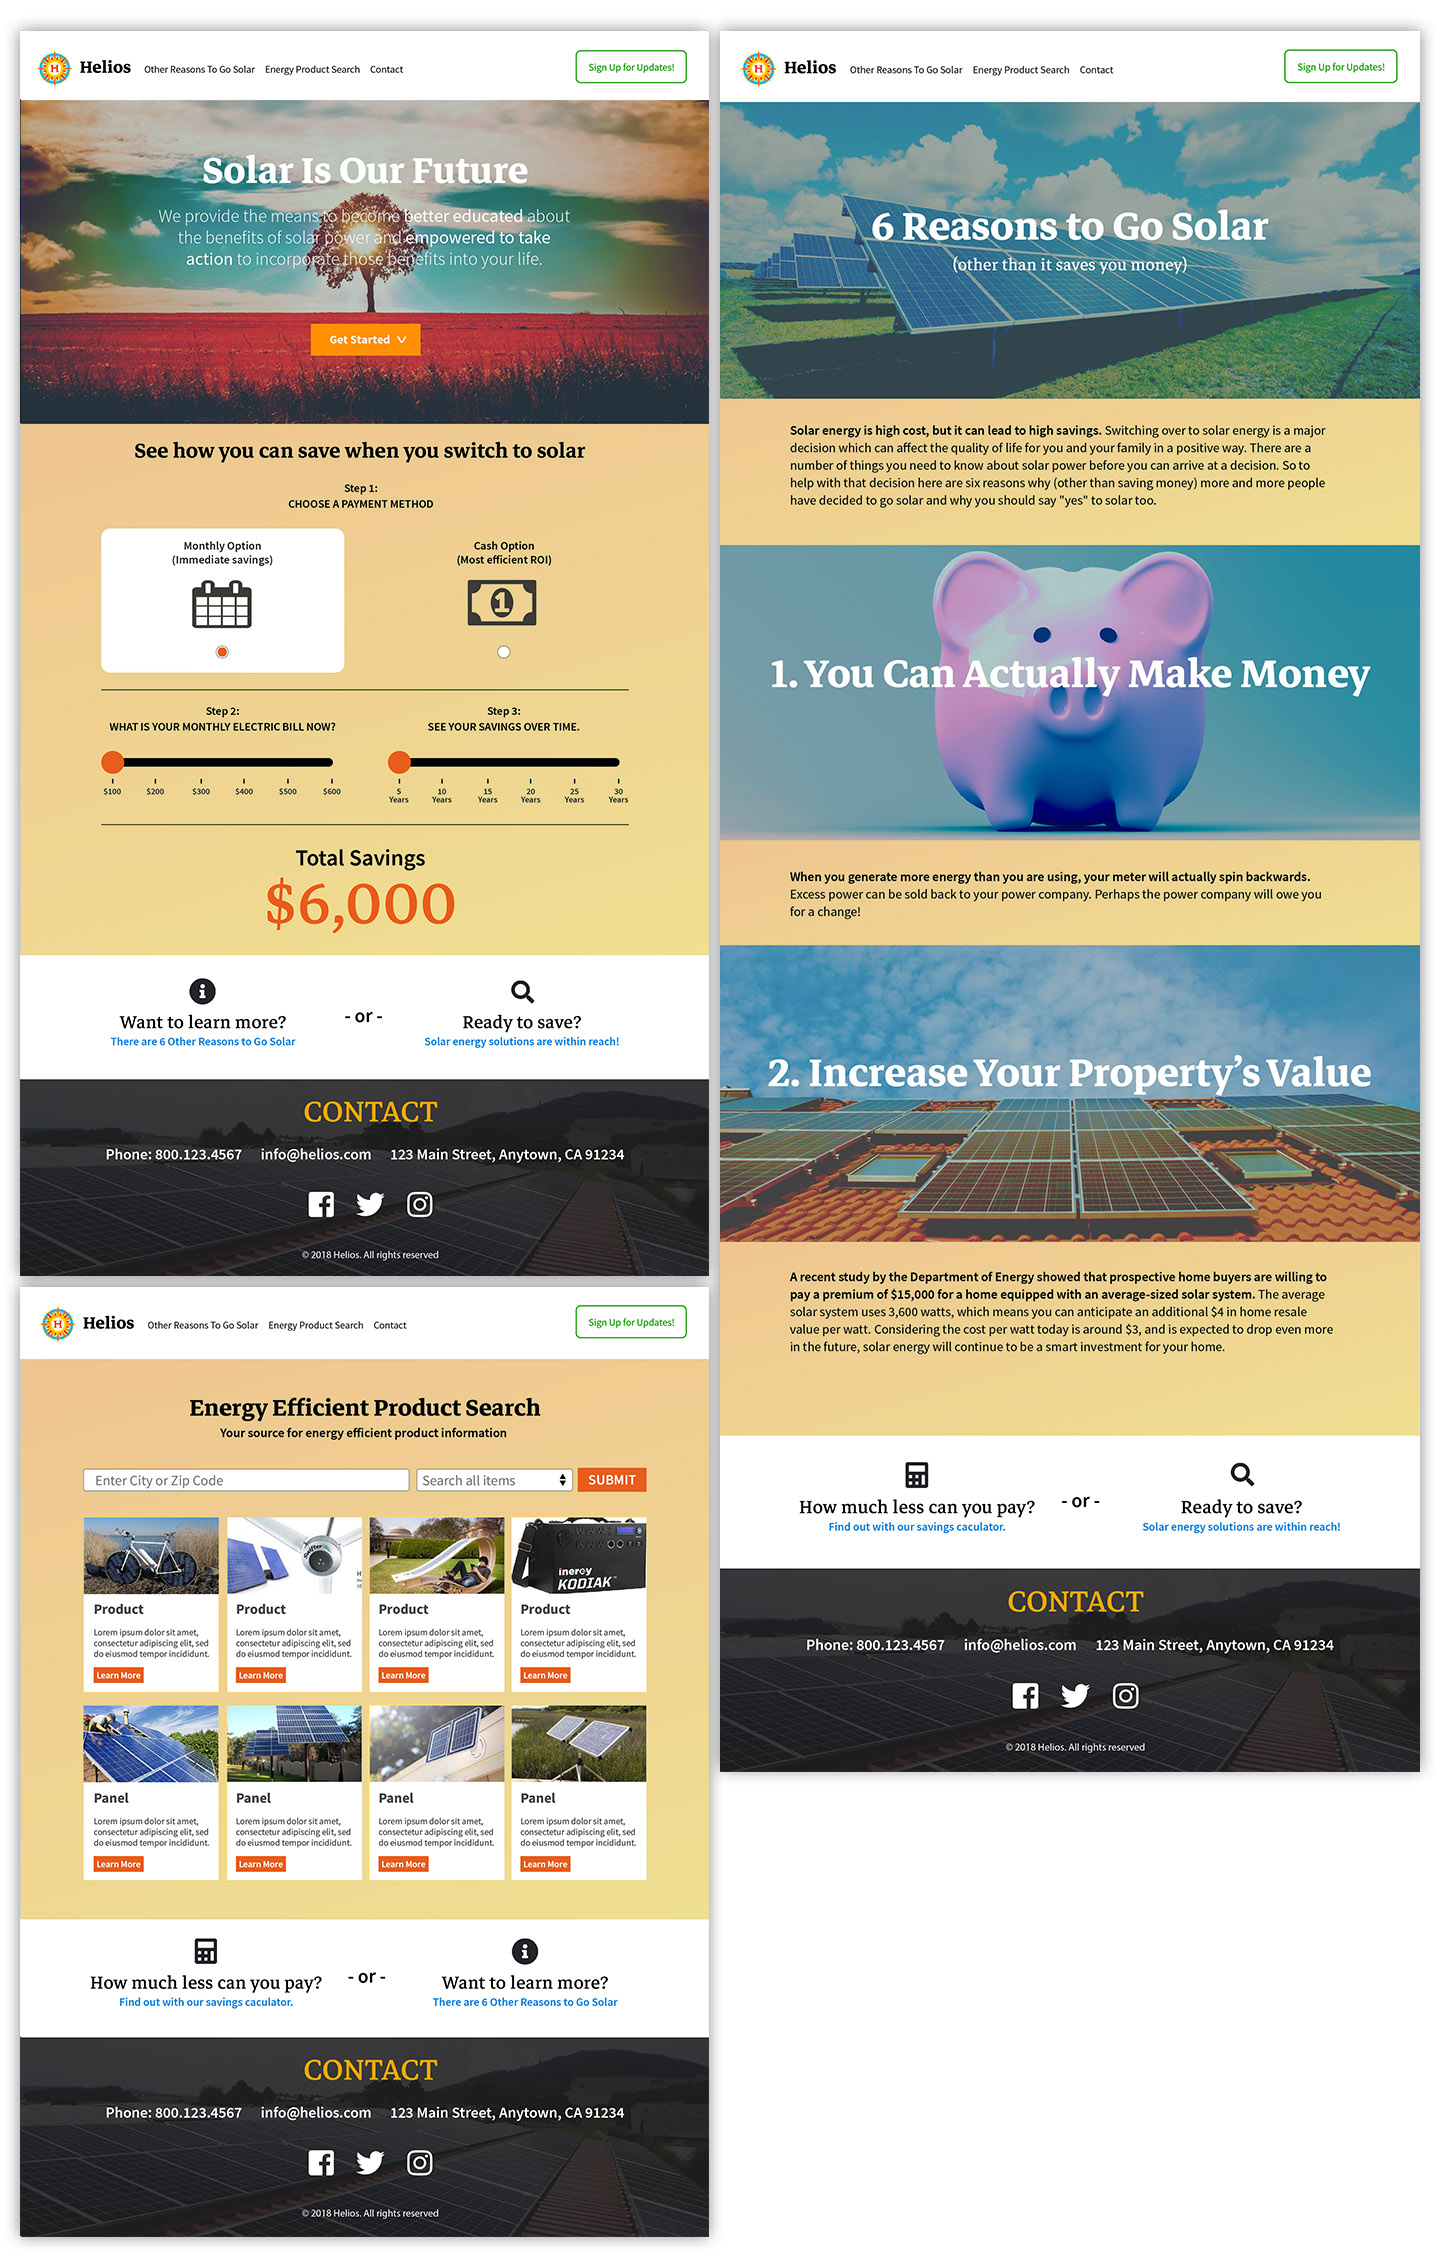 Helios
Other Reasons To Go Solar
Energy Product Search
Contact
Sign Up for Updates!
Solar Is Our Future
We provide the means to become better educated about
the benefits of solar power and empowered to take
action to incorporate those benefits into your life.
Get Started
See how you can save when you switch to solar
Step 1:
CHOOSE A PAYMENT METHOD
Monthly Option
(Immediate savings)
Cash Option
(Most efficient ROI)
1
Step 2:
WHAT IS YOUR MONTHLY ELECTRIC BILL NOW?
$100 $200 $300 $400 $500 $600
Step 3:
SEE YOUR SAVINGS OVER TIME.
5 Years
10 Years
15 Years
20 Years
25 Years
30 Years
Total Savings
$6,000
Want to learn more?
There are 6 Other Reasons to Go Solar
- or -
Ready to save?
Solar energy solutions are within reach!
CONTACT
Phone: 800.123.4567 info@helios.com 123 Main Street, Anytown, CA 91234
© 2018 Helios. All rights reserved
H
Helios
Other Reasons To Go Solar
Energy Product Search
Contact
Sign Up for Updates!
Energy Efficient Product Search
Your source for energy efficient product information
Enter City or Zip Code
Search all items
SUBMIT
Product
Lorem ipsum dolor sit amet,
consectetur adipiscing elit, sed
do eiusmod tempor incididunt.
Learn More
Swifter
Product
Lorem ipsum dolor sit amet,
consectetur adipiscing elit, sed
do eiusmod tempor incididunt.
Learn More
Product
Lorem ipsum dolor sit amet,
consectetur adipiscing elit, sed
do eiusmod tempor incididunt.
Learn More
inergy
KODIAK™
Product
Lorem ipsum dolor sit amet,
consectetur adipiscing elit, sed
do eiusmod tempor incididunt.
Learn More
Panel
Lorem ipsum dolor sit amet,
consectetur adipiscing elit, sed
do eiusmod tempor incididunt.
Learn More
Panel
Lorem ipsum dolor sit amet,
consectetur adipiscing elit, sed
do eiusmod tempor incididunt.
Learn More
Panel
Lorem ipsum dolor sit amet,
consectetur adipiscing elit, sed
do eiusmod tempor incididunt.
Learn More
Panel
Lorem ipsum dolor sit amet,
consectetur adipiscing elit, sed
do eiusmod tempor incididunt.
Learn More
How much less can you pay?
Find out with our savings caculator.
- or -
Want to learn more?
There are 6 Other Reasons to Go Solar
CONTACT
Phone: 800.123.4567 info@helios.com 123 Main Street, Anytown, CA 91234
© 2018 Helios. All rights reserved
H
Helios
Other Reasons To Go Solar
Energy Product Search
Contact
Sign Up for Updates!
6 Reasons to Go Solar
(other than it saves you money)
Solar energy is high cost, but it can lead to high savings. Switching over to solar energy is a major
decision which can affect the quality of life for you and your family in a positive way. There are a
number of things you need to know about solar power before you can arrive at a decision. So to
help with that decision here are six reasons why (other than saving money) more and more people
have decided to go solar and why you should say "yes" to solar too.
1. You Can Actually Make Money
When you generate more energy than you are using, your meter will actually spin backwards.
Excess power can be sold back to your power company. Perhaps the power company will owe you
for a change!
2. Increase Your Property’s Value
A recent study by the Department of Energy showed that prospective home buyers are willing to
pay a premium of $15,000 for a home equipped with an average-sized solar system. The average
solar system uses 3,600 watts, which means you can anticipate an additional $4 in home resale
value per watt. Considering the cost per watt today is around $3, and is expected to drop even more
in the future, solar energy will continue to be a smart investment for your home.
How much less can you pay?
Find out with our savings caculator.
- or -
Ready to save?
Solar energy solutions are within reach!
CONTACT
Phone: 800.123.4567 info@helios.com 123 Main Street, Anytown, CA 91234
© 2018 Helios. All rights reserved